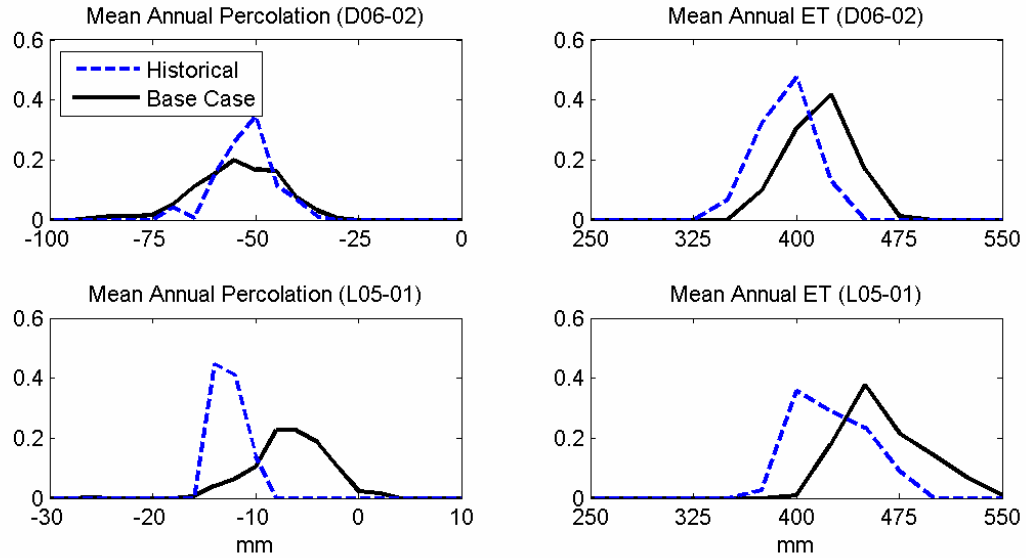 Mean Annual Percolation (D06-02)
0.6
0.4
0.2
0
-100 -75 -50 -25 0
Historical
Base Case
Mean Annual ET (D06-02)
0.6
0.4
0.2
0
250 325 400 475 550
Mean Annual Percolation (L05-01)
0.6
0.4
0.2
0
-30 -20 -10 0 10
mm
Mean Annual ET (L05-01)
0.6
0.4
0.2
0
250 325 400 475 550
mm